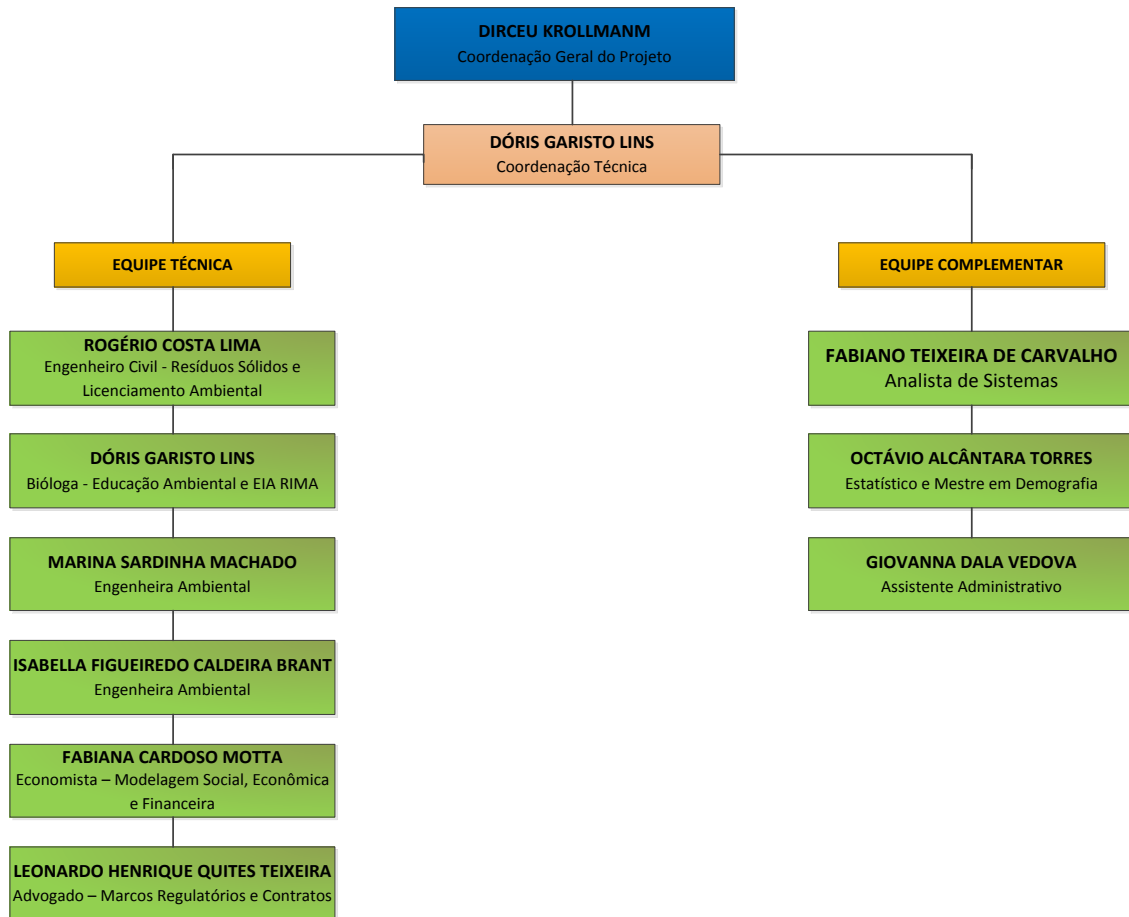 DIRCEU KROLLMANM
Coordenação Geral do Projeto
DÓRIS GARISTO LINS
Coordenação Técnica
EQUIPE TÉCNICA
ROGÉRIO COSTA LIMA
Engenheiro Civil - Resíduos Sólidos e
Licenciamento Ambiental
DÓRIS GARISTO LINS
Bióloga - Educação Ambiental e EIA RIMA
MARINA SARDINHA MACHADO
Engenheira Ambiental
ISABELLA FIGUEIREDO CALDEIRA BRANT
Engenheira Ambiental
FABIANA CARDOSO MOTTA
Economista – Modelagem Social, Econômica
e Financeira
LEONARDO HENRIQUE QUITES TEIXEIRA
Advogado – Marcos Regulatórios e Contratos
EQUIPE COMPLEMENTAR
FABIANO TEIXEIRA DE CARVALHO
Analista de Sistemas
OCTÁVIO ALCÂNTARA TORRES
Estatístico e Mestre em Demografia
GIOVANNA DALA VEDOVA
Assistente Administrativo